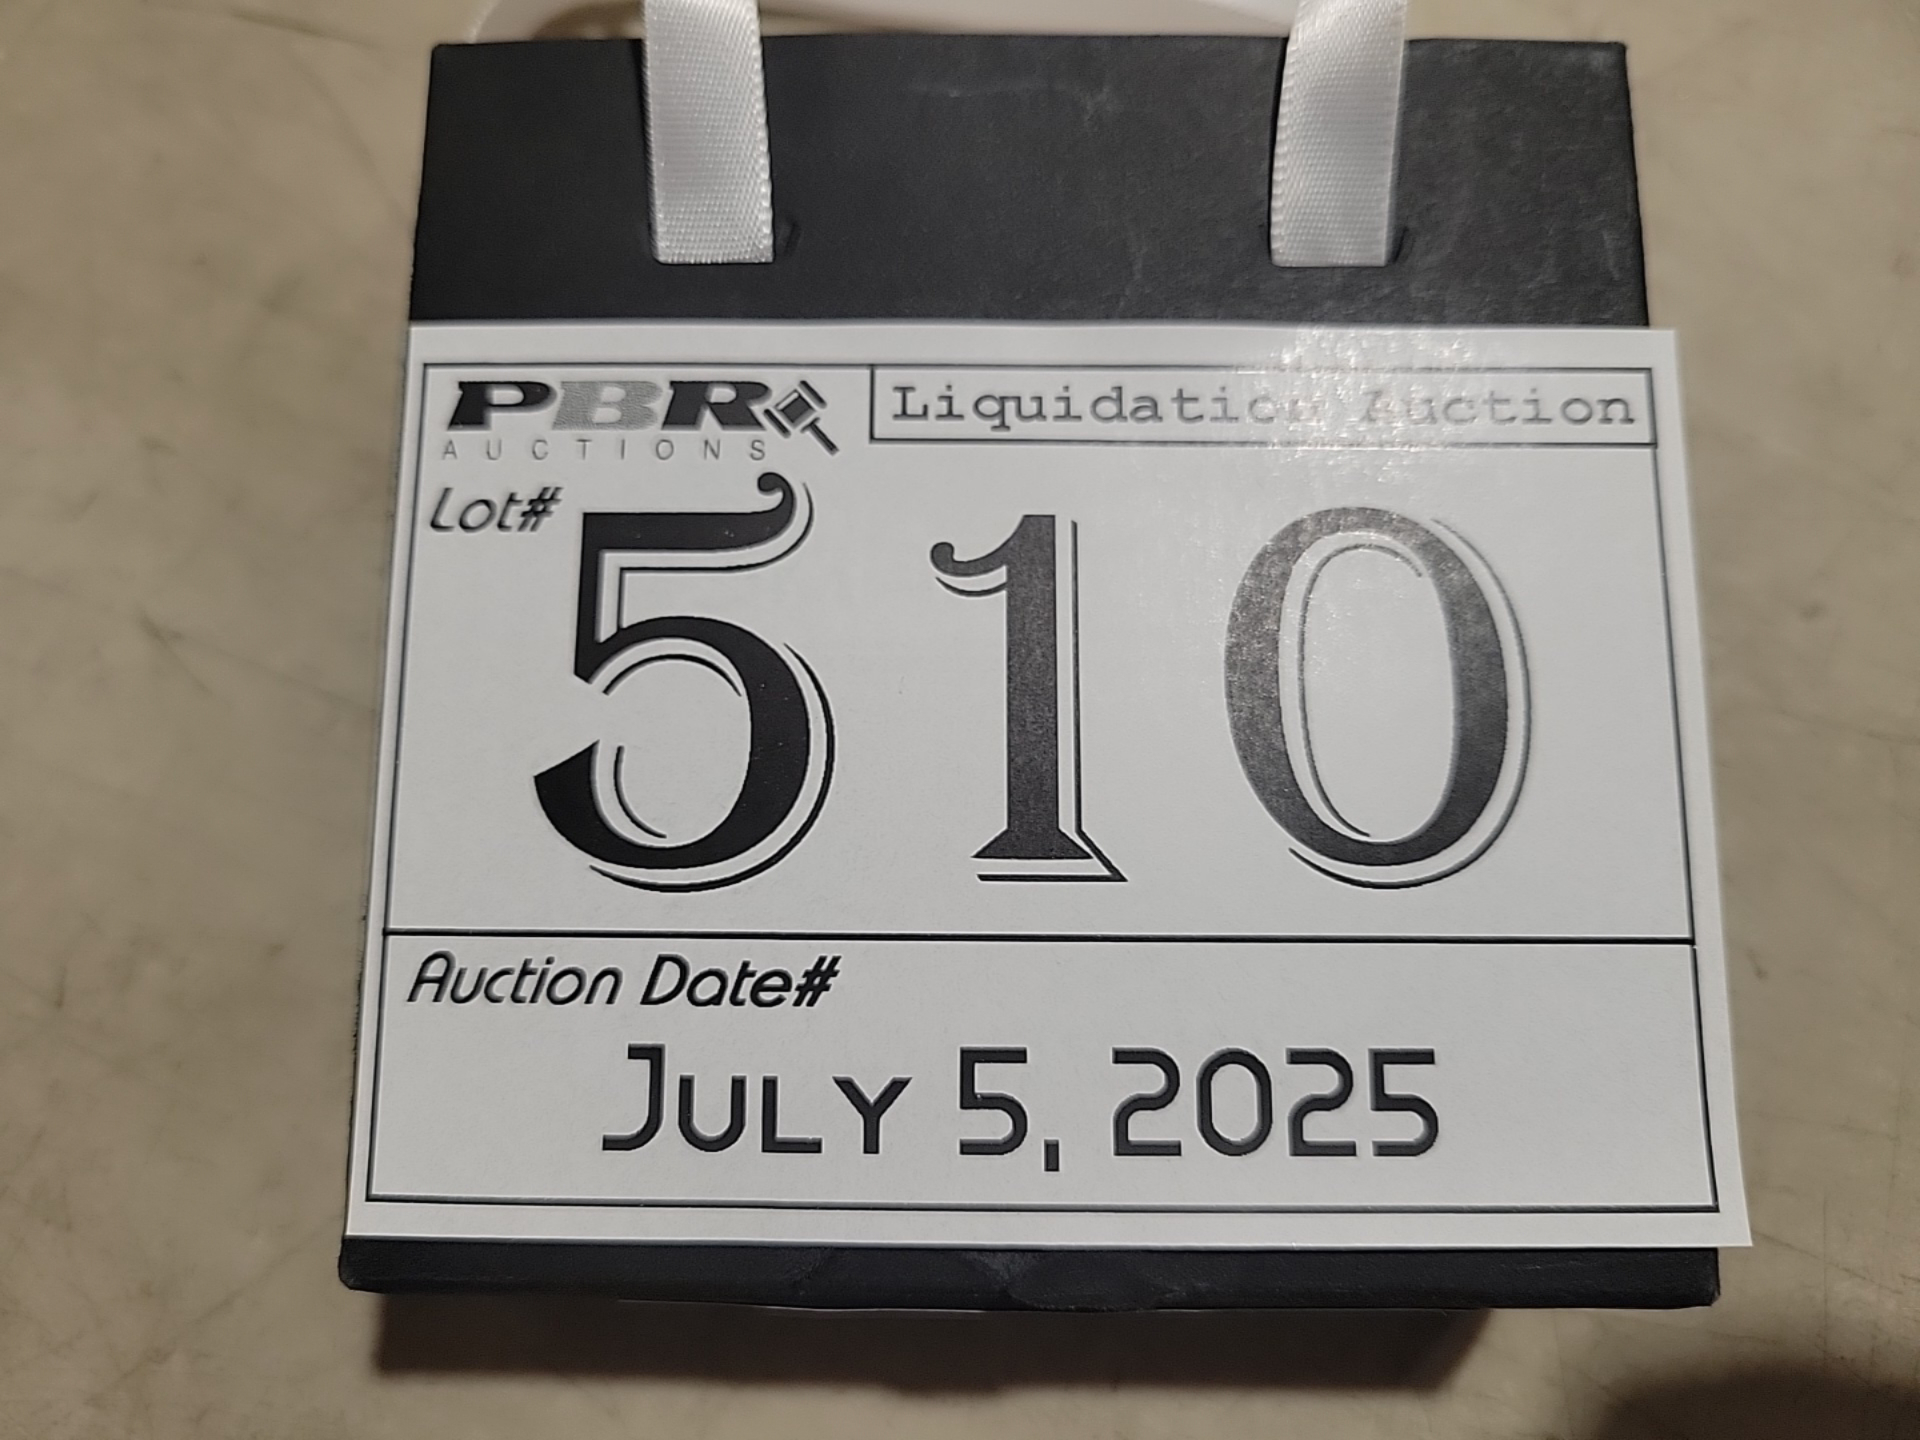 PBR
AUCTIONS
Liquidation Auction
Lot#
510
Auction Date#
July 5, 2025